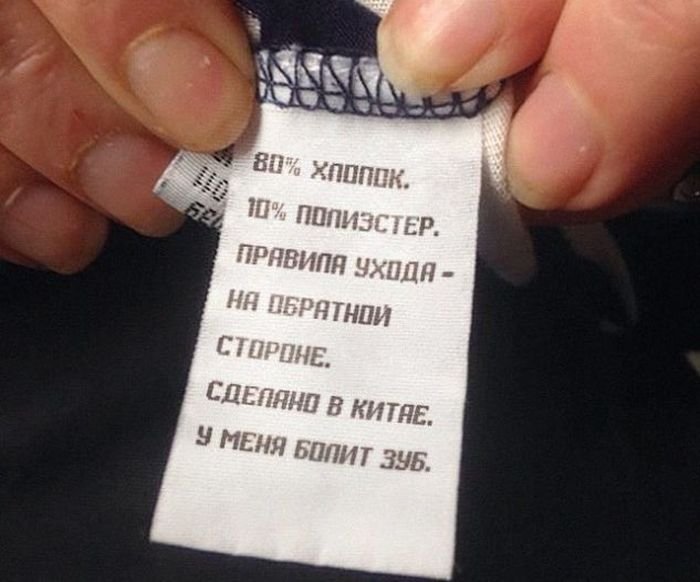 80% ХЛОПОК.
10% ПОЛИЭСТЕР.
ПРАВИЛА УХОДА -
НА ОБРАТНОЙ
СТОРОНЕ.
СДЕЛАНО В КИТАЕ.
У МЕНЯ БОЛИТ ЗУБ.